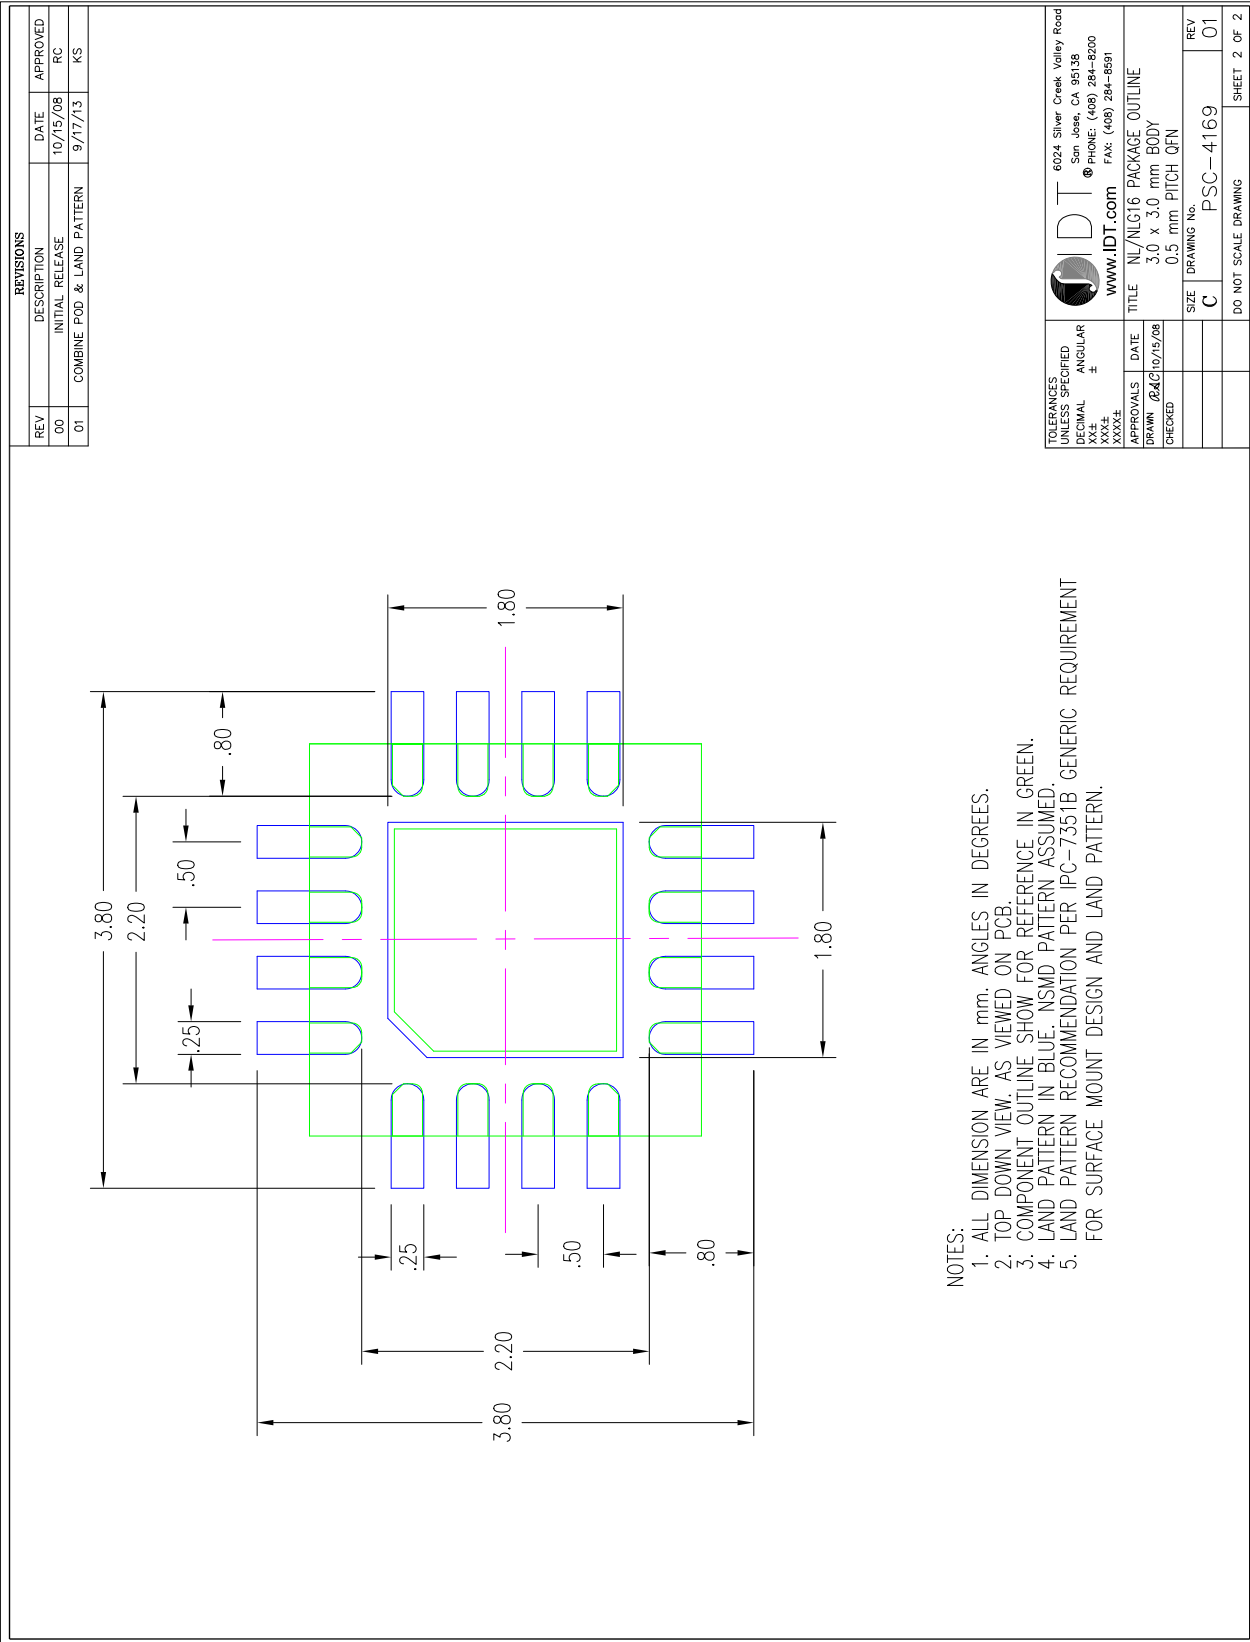 REVISIONS
REV DESCRIPTION DATE APPROVED
00 INITIAL RELEASE 10/15/08 RC
01 COMBINE POD & LAND PATTERN 9/17/13 KS
3.80
2.20
.80
.50
.25
1.80
1.80
.25
.50
.80
2.20
3.80
NOTES:
1. ALL DIMENSION ARE IN mm. ANGLES IN DEGREES.
2. TOP DOWN VIEW. AS VIEWED ON PCB.
3. COMPONENT OUTLINE SHOW FOR REFERENCE IN GREEN.
4. LAND PATTERN IN BLUE. NSMD PATTERN ASSUMED.
5. LAND PATTERN RECOMMENDATION PER IPC-7351B GENERIC REQUIREMENT
FOR SURFACE MOUNT DESIGN AND LAND PATTERN.
TOLERANCES
UNLESS SPECIFIED
DECIMAL ANGULAR
XX± ±
XXX±
XXXX±
APPROVALS DATE
DRAWN RAC 10/15/08
CHECKED
IDT ®
www.IDT.com
6024 Silver Creek Valley Road
San Jose, CA 95138
PHONE: (408) 284-8200
FAX: (408) 284-8591
TITLE NL/NLG16 PACKAGE OUTLINE
3.0 x 3.0 mm BODY
0.5 mm PITCH QFN
SIZE DRAWING No. REV
C PSC-4169 01
DO NOT SCALE DRAWING SHEET 2 OF 2